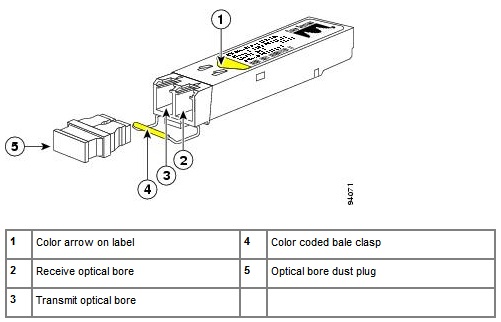 1
5
4
3
2
94071
1 Color arrow on label 4 Color coded bale clasp
2 Receive optical bore 5 Optical bore dust plug
3 Transmit optical bore